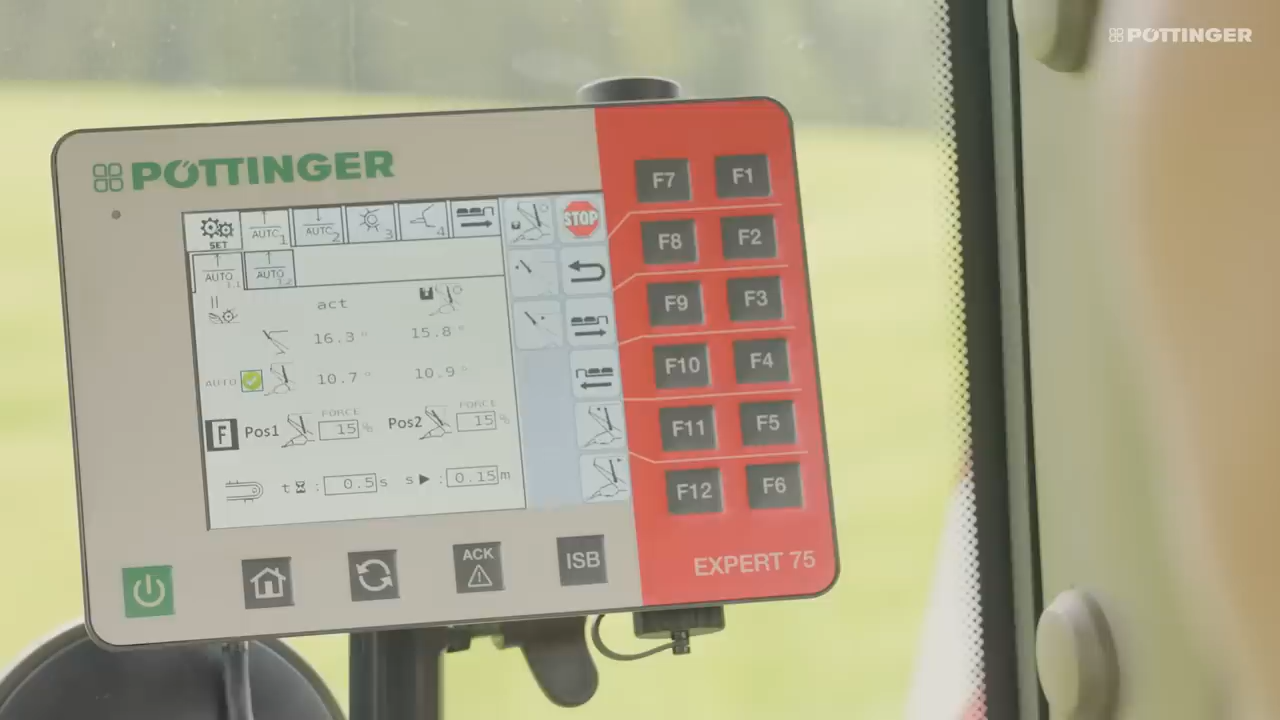 PÖTTINGER
PÖTTINGER
SET
AUTO 1
AUTO 2
3
4
STOP
AUTO 1.1
AUTO 1.2
act
16.3 °
15.8 °
AUTO
10.7 °
10.9 °
F
Pos1
FORCE
15 %
Pos2
FORCE
15 %
t : 0.5 s
s : 0.15 m
F7 F1
F8 F2
F9 F3
F10 F4
F11 F5
F12 F6
EXPERT 75
ACK
ISB